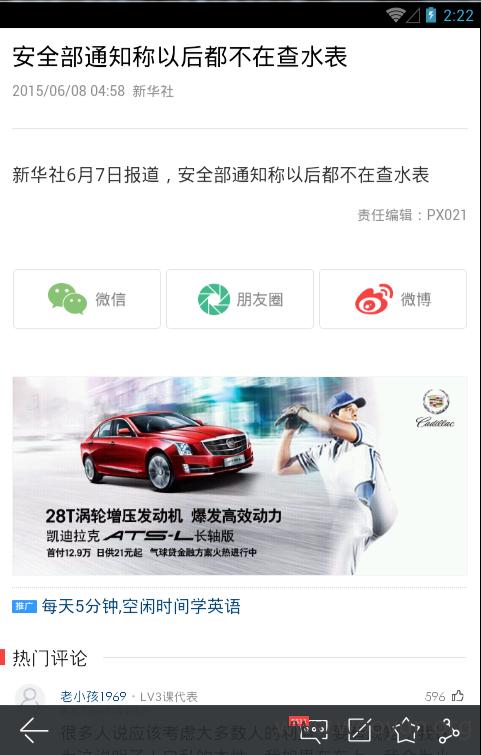 2:22
安全部通知称以后都不在查水表
2015/06/08 04:58 新华社
新华社6月7日报道，安全部通知称以后都不在查水表
责任编辑：PX021
微信
朋友圈
微博
Cadillac
28T涡轮增压发动机 爆发高效动力
凯迪拉克 ATS-L 长轴版
首付12.9万 日供21元起 气球贷金融方案火热进行中
推广 每天5分钟,空闲时间学英语
热门评论
老小孩1969 · LV3课代表 596
很多人说应该考虑大多数人的利